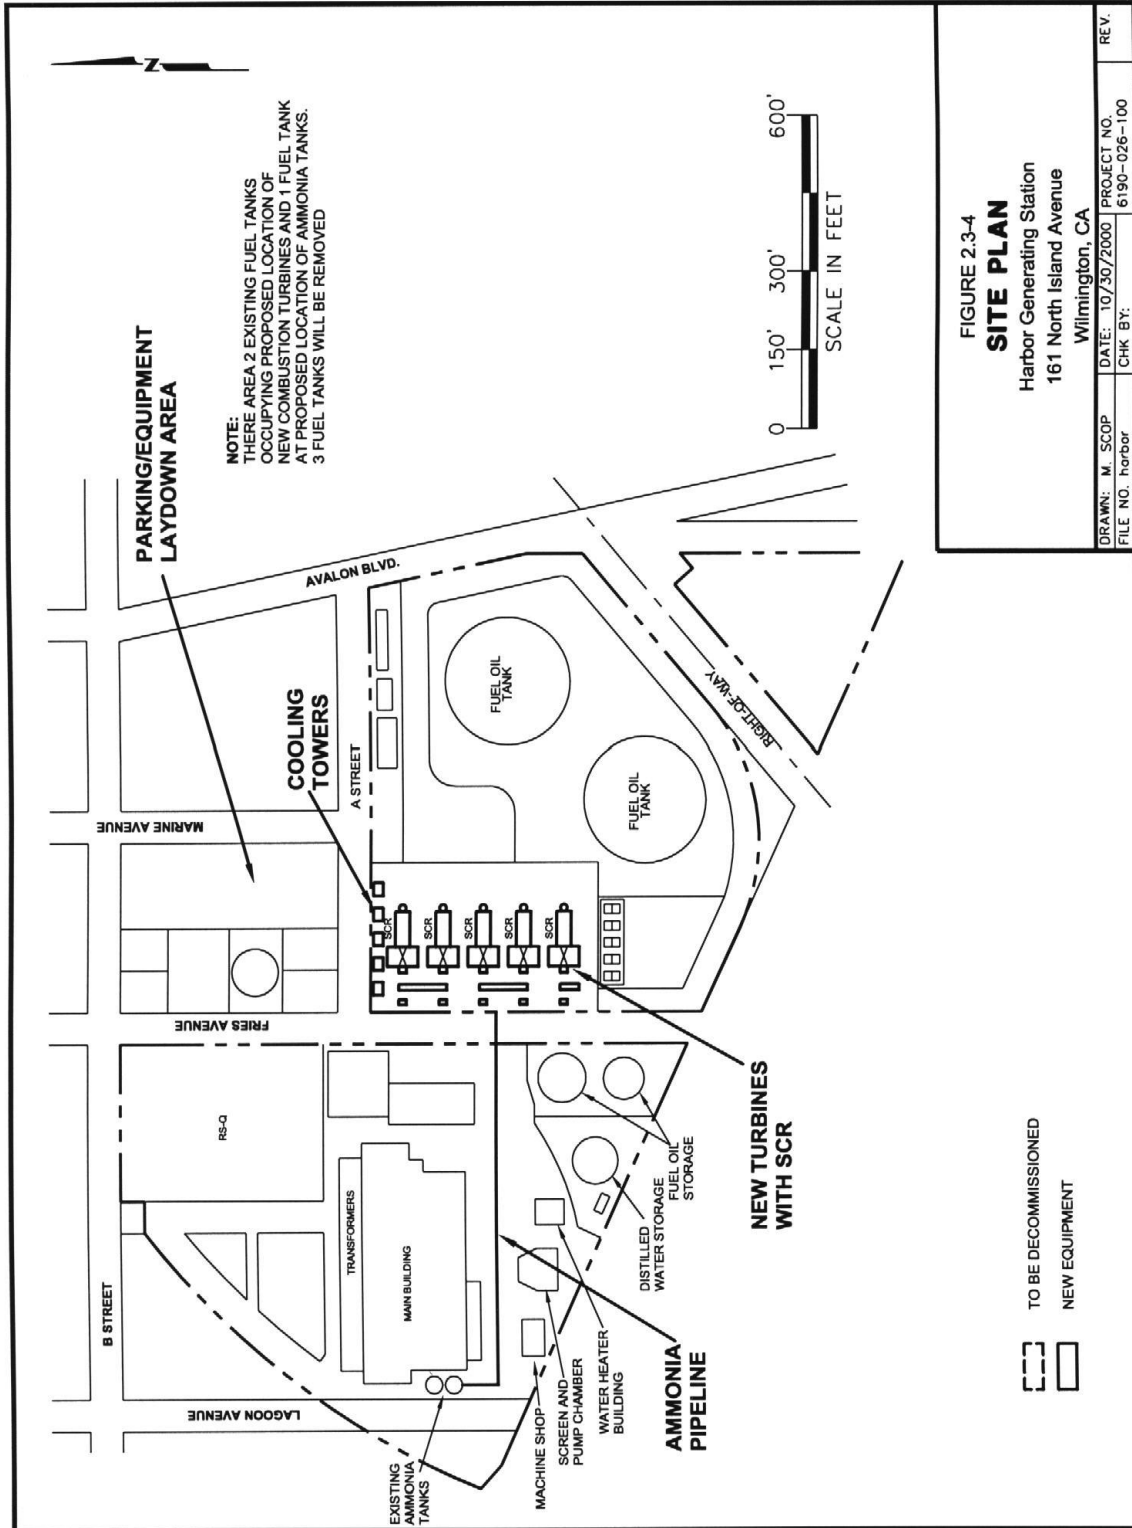 N
NOTE:
THERE AREA 2 EXISTING FUEL TANKS
OCCUPYING PROPOSED LOCATION OF
NEW COMBUSTION TURBINES AND 1 FUEL TANK
AT PROPOSED LOCATION OF AMMONIA TANKS.
3 FUEL TANKS WILL BE REMOVED
PARKING/EQUIPMENT
LAYDOWN AREA
B STREET
LAGOON AVENUE
FRIES AVENUE
MARINE AVENUE
AVALON BLVD.
A STREET
COOLING
TOWERS
RS-Q
TRANSFORMERS
MAIN BUILDING
SCR
SCR
SCR
SCR
SCR
FUEL OIL
TANK
FUEL OIL
TANK
RIGHT-OF-WAY
EXISTING
AMMONIA
TANKS
MACHINE SHOP
SCREEN AND
PUMP CHAMBER
WATER HEATER
BUILDING
DISTILLED
WATER STORAGE
FUEL OIL
STORAGE
AMMONIA
PIPELINE
NEW TURBINES
WITH SCR
0 150' 300' 600'
SCALE IN FEET
TO BE DECOMMISSIONED
NEW EQUIPMENT
FIGURE 2.3-4
SITE PLAN
Harbor Generating Station
161 North Island Avenue
Wilmington, CA
DRAWN: M. SCOP
DATE: 10/30/2000
PROJECT NO.
6190-026-100
REV.
FILE NO. harbor
CHK BY: